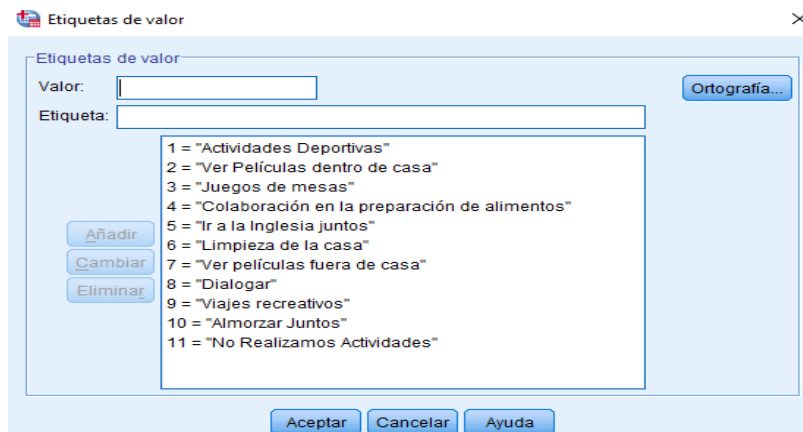 Etiquetas de valor
Etiquetas de valor
Valor:
Ortografía...
Etiqueta:
1 = "Actividades Deportivas"
2 = "Ver Películas dentro de casa"
3 = "Juegos de mesas"
4 = "Colaboración en la preparación de alimentos"
5 = "Ir a la Inglesia juntos"
6 = "Limpieza de la casa"
7 = "Ver películas fuera de casa"
8 = "Dialogar"
9 = "Viajes recreativos"
10 = "Almorzar Juntos"
11 = "No Realizamos Actividades"
Añadir
Cambiar
Eliminar
Aceptar Cancelar Ayuda